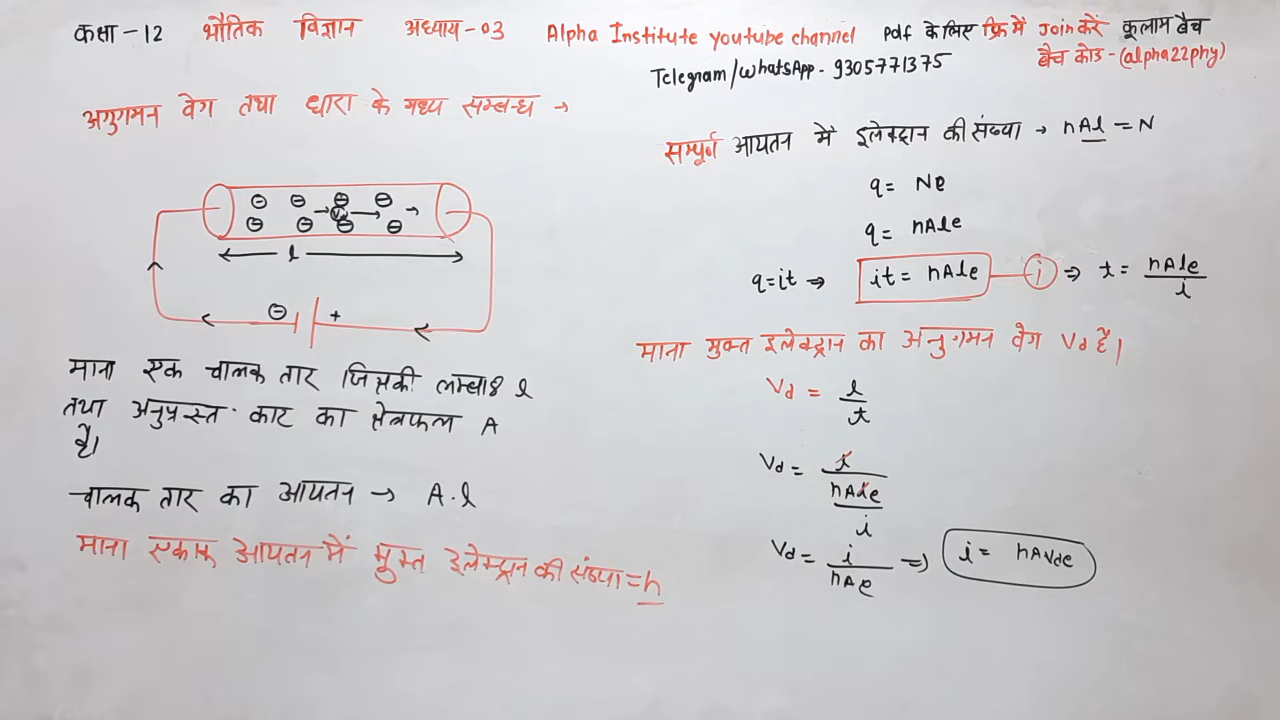 कक्षा-12 भौतिक विज्ञान अध्याय-03 Alpha Institute youtube channel pdf के लिए फ्रि में Join करें कूलाम बैच
बैच कोड-(alpha22phy)
Telegram/WhatsApp - 9305771375
अनुगमन वेग तथा धारा के मध्य सम्बन्ध →
⊖ ⊖ ⊖ ⊖
⊖ ⊖ ⊖ ⊖
l
⊖ +
माना एक चालक तार जिसकी लम्बाई l
तथा अनुप्रस्त काट का क्षेत्रफल A
है।
चालक तार का आयतन → A.l
माना एकांक आयतन में मुक्त इलेक्ट्रान की संख्या = n
सम्पूर्ण आयतन में इलेक्ट्रान की संख्या → nAl = N
q = Ne
q = nAle
q=it ⇒ it = nAle — (i) ⇒ t = nAle/i
माना मुक्त इलेक्ट्रान का अनुगमन वेग Vd है।
Vd = l/t
Vd = l/(nAle/i)
Vd = i/nAe ⇒ i = nAVde